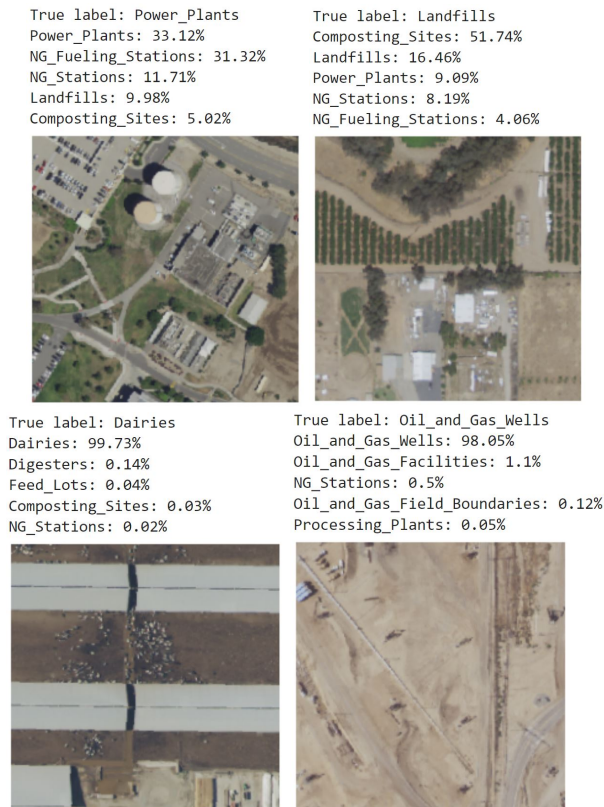 True label: Power_Plants
Power_Plants: 33.12%
NG_Fueling_Stations: 31.32%
NG_Stations: 11.71%
Landfills: 9.98%
Composting_Sites: 5.02%
True label: Landfills
Composting_Sites: 51.74%
Landfills: 16.46%
Power_Plants: 9.09%
NG_Stations: 8.19%
NG_Fueling_Stations: 4.06%
True label: Dairies
Dairies: 99.73%
Digesters: 0.14%
Feed_Lots: 0.04%
Composting_Sites: 0.03%
NG_Stations: 0.02%
True label: Oil_and_Gas_Wells
Oil_and_Gas_Wells: 98.05%
Oil_and_Gas_Facilities: 1.1%
NG_Stations: 0.5%
Oil_and_Gas_Field_Boundaries: 0.12%
Processing_Plants: 0.05%